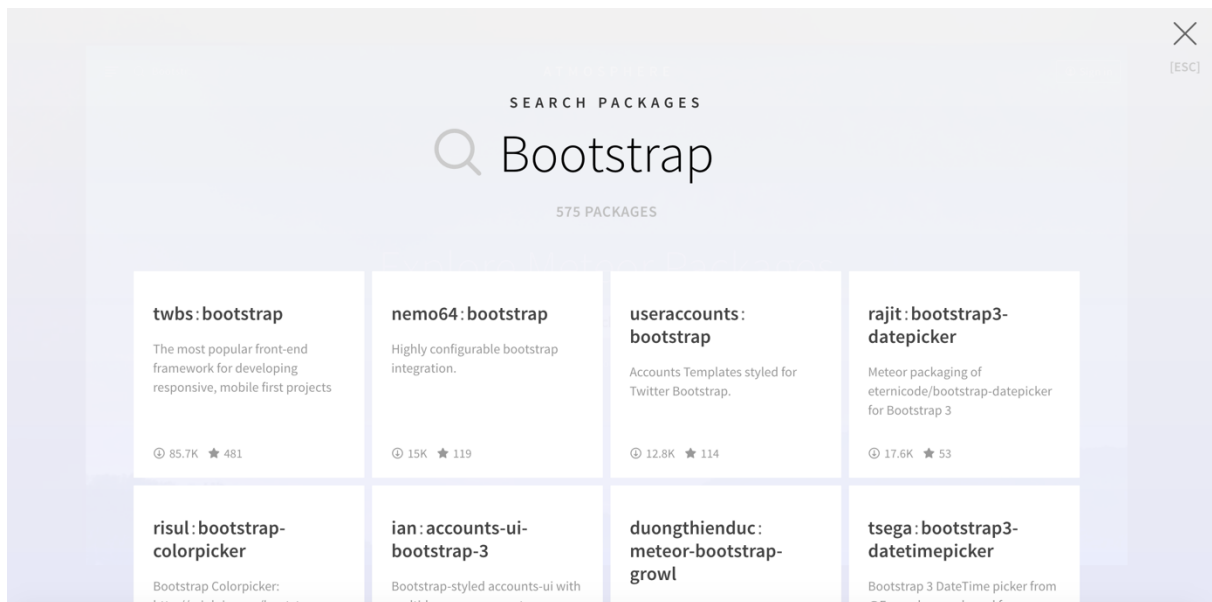 [ESC]
SEARCH PACKAGES
Bootstrap
575 PACKAGES
twbs:bootstrap
The most popular front-end
framework for developing
responsive, mobile first projects
85.7K 481
nemo64:bootstrap
Highly configurable bootstrap
integration.
15K 119
useraccounts:
bootstrap
Accounts Templates styled for
Twitter Bootstrap.
12.8K 114
rajit:bootstrap3-
datepicker
Meteor packaging of
eternicode/bootstrap-datepicker
for Bootstrap 3
17.6K 53
risul:bootstrap-
colorpicker
Bootstrap Colorpicker:
ian:accounts-ui-
bootstrap-3
Bootstrap-styled accounts-ui with
duongthienduc:
meteor-bootstrap-
growl
tsega:bootstrap3-
datetimepicker
Bootstrap 3 DateTime picker from